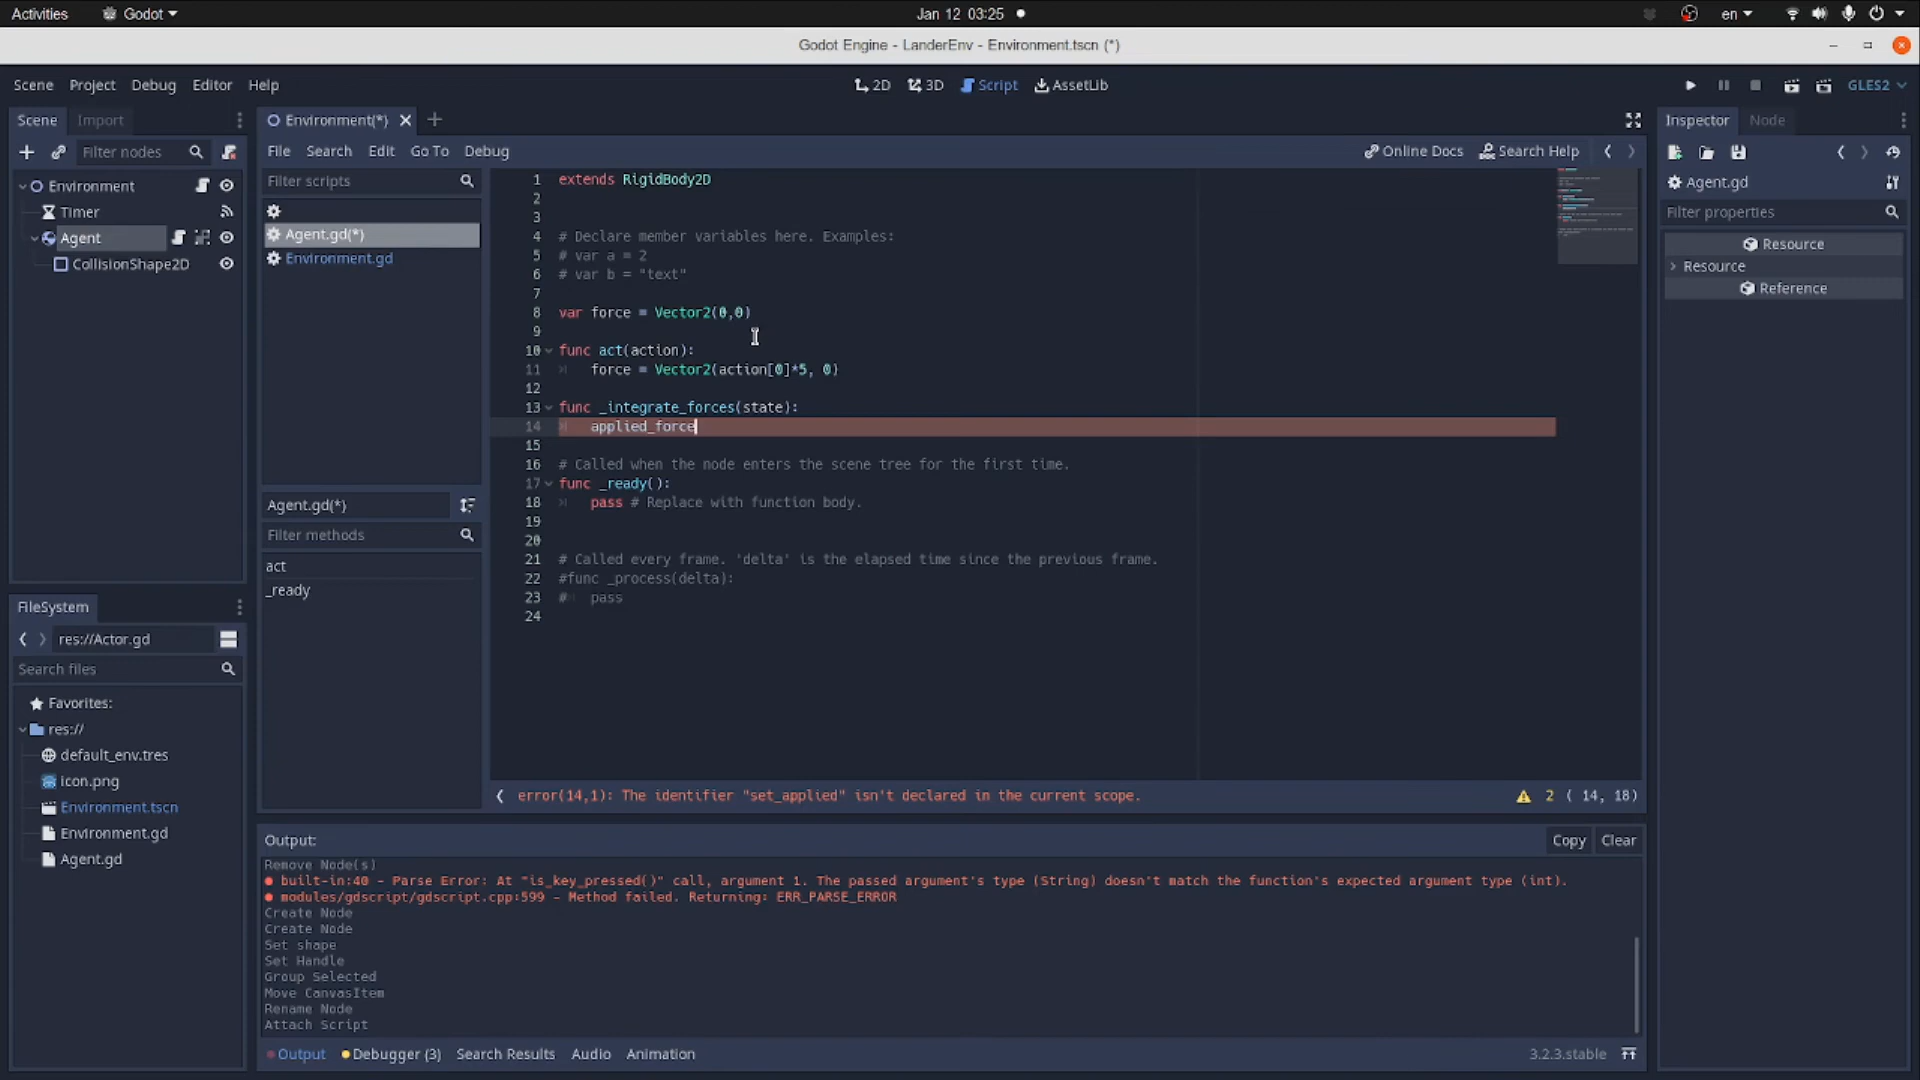 Activities Godot Jan 12 03:25 en
Godot Engine - LanderEnv - Environment.tscn (*)
Scene Project Debug Editor Help 2D 3D Script AssetLib GLES2
Scene Import
Filter nodes
Environment
Timer
Agent
CollisionShape2D
FileSystem
res://Actor.gd
Search files
Favorites:
res://
default_env.tres
icon.png
Environment.tscn
Environment.gd
Agent.gd
Environment(*)
File Search Edit Go To Debug Online Docs Search Help
Filter scripts
Agent.gd(*)
Environment.gd
Agent.gd(*)
Filter methods
act
_ready
1 extends RigidBody2D
2
3
4 # Declare member variables here. Examples:
5 # var a = 2
6 # var b = "text"
7
8 var force = Vector2(0,0)
9
10 func act(action):
11 force = Vector2(action[0]*5, 0)
12
13 func _integrate_forces(state):
14 applied_force
15
16 # Called when the node enters the scene tree for the first time.
17 func _ready():
18 pass # Replace with function body.
19
20
21 # Called every frame. 'delta' is the elapsed time since the previous frame.
22 #func _process(delta):
23 # pass
24
error(14,1): The identifier "set_applied" isn't declared in the current scope. 2 ( 14, 18)
Output: Copy Clear
Remove Node(s)
built-in:40 - Parse Error: At "is_key_pressed()" call, argument 1. The passed argument's type (String) doesn't match the function's expected argument type (int).
modules/gdscript/gdscript.cpp:599 - Method failed. Returning: ERR_PARSE_ERROR
Create Node
Create Node
Set shape
Set Handle
Group Selected
Move CanvasItem
Rename Node
Attach Script
Output Debugger (3) Search Results Audio Animation 3.2.3.stable
Inspector Node
Agent.gd
Filter properties
Resource
Resource
Reference